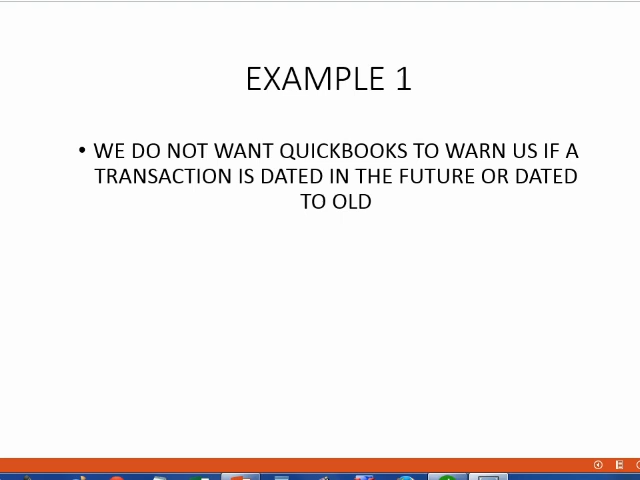 EXAMPLE 1
• WE DO NOT WANT QUICKBOOKS TO WARN US IF A
TRANSACTION IS DATED IN THE FUTURE OR DATED
TO OLD